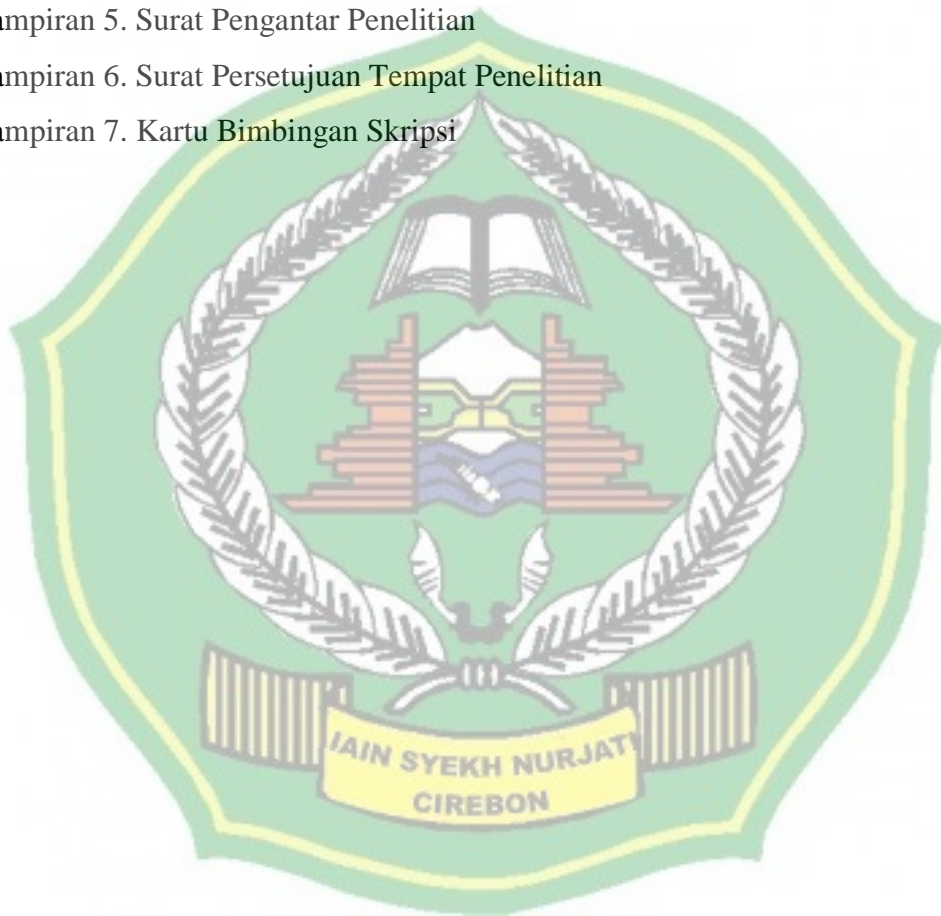 ampiran 5. Surat Pengantar Penelitian
ampiran 6. Surat Persetujuan Tempat Penelitian
ampiran 7. Kartu Bimbingan Skripsi
IAIN SYEKH NURJATI
CIREBON